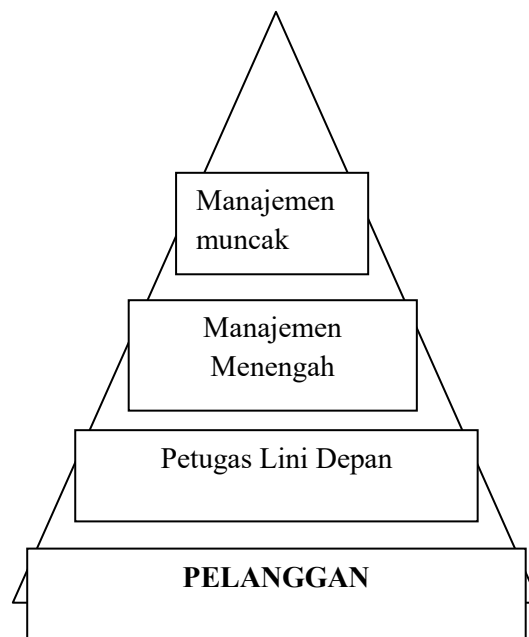 Manajemen
muncak
Manajemen
Menengah
Petugas Lini Depan
PELANGGAN